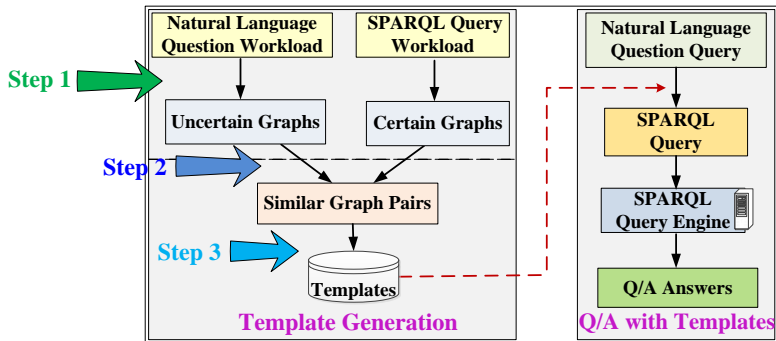 Natural Language
Question Workload
SPARQL Query
Workload
Step 1
Uncertain Graphs
Certain Graphs
Step 2
Similar Graph Pairs
Step 3
Templates
Template Generation
Natural Language
Question Query
SPARQL
Query
SPARQL
Query Engine
Q/A Answers
Q/A with Templates